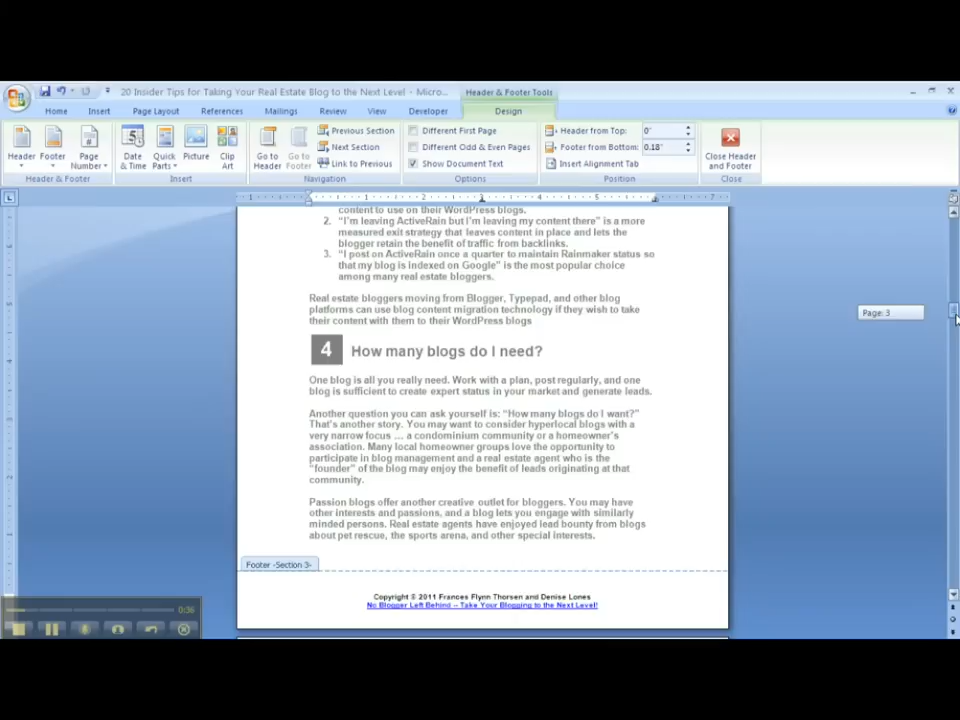 20 Insider Tips for Taking Your Real Estate Blog to the Next Level - Micro...
Header & Footer Tools
Home Insert Page Layout References Mailings Review View Developer Design
Header Footer Page Number
Header & Footer
Date & Time Quick Parts Picture Clip Art
Insert
Go to Header Go to Footer
Previous Section
Next Section
Link to Previous
Navigation
Different First Page
Different Odd & Even Pages
Show Document Text
Options
Header from Top: 0"
Footer from Bottom: 0.18"
Insert Alignment Tab
Position
Close Header and Footer
Close
content to use on their WordPress blogs.
2. “I’m leaving ActiveRain but I’m leaving my content there” is a more
measured exit strategy that leaves content in place and lets the
blogger retain the benefit of traffic from backlinks.
3. “I post on ActiveRain once a quarter to maintain Rainmaker status so
that my blog is indexed on Google” is the most popular choice
among many real estate bloggers.
Real estate bloggers moving from Blogger, Typepad, and other blog
platforms can use blog content migration technology if they wish to take
their content with them to their WordPress blogs
Page: 3
4 How many blogs do I need?
One blog is all you really need. Work with a plan, post regularly, and one
blog is sufficient to create expert status in your market and generate leads.
Another question you can ask yourself is: “How many blogs do I want?”
That’s another story. You may want to consider hyperlocal blogs with a
very narrow focus … a condominium community or a homeowner’s
association. Many local homeowner groups love the opportunity to
participate in blog management and a real estate agent who is the
“founder” of the blog may enjoy the benefit of leads originating at that
community.
Passion blogs offer another creative outlet for bloggers. You may have
other interests and passions, and a blog lets you engage with similarly
minded persons. Real estate agents have enjoyed lead bounty from blogs
about pet rescue, the sports arena, and other special interests.
Footer -Section 3-
Copyright © 2011 Frances Flynn Thorsen and Denise Lones
No Blogger Left Behind -- Take Your Blogging to the Next Level!
0:36